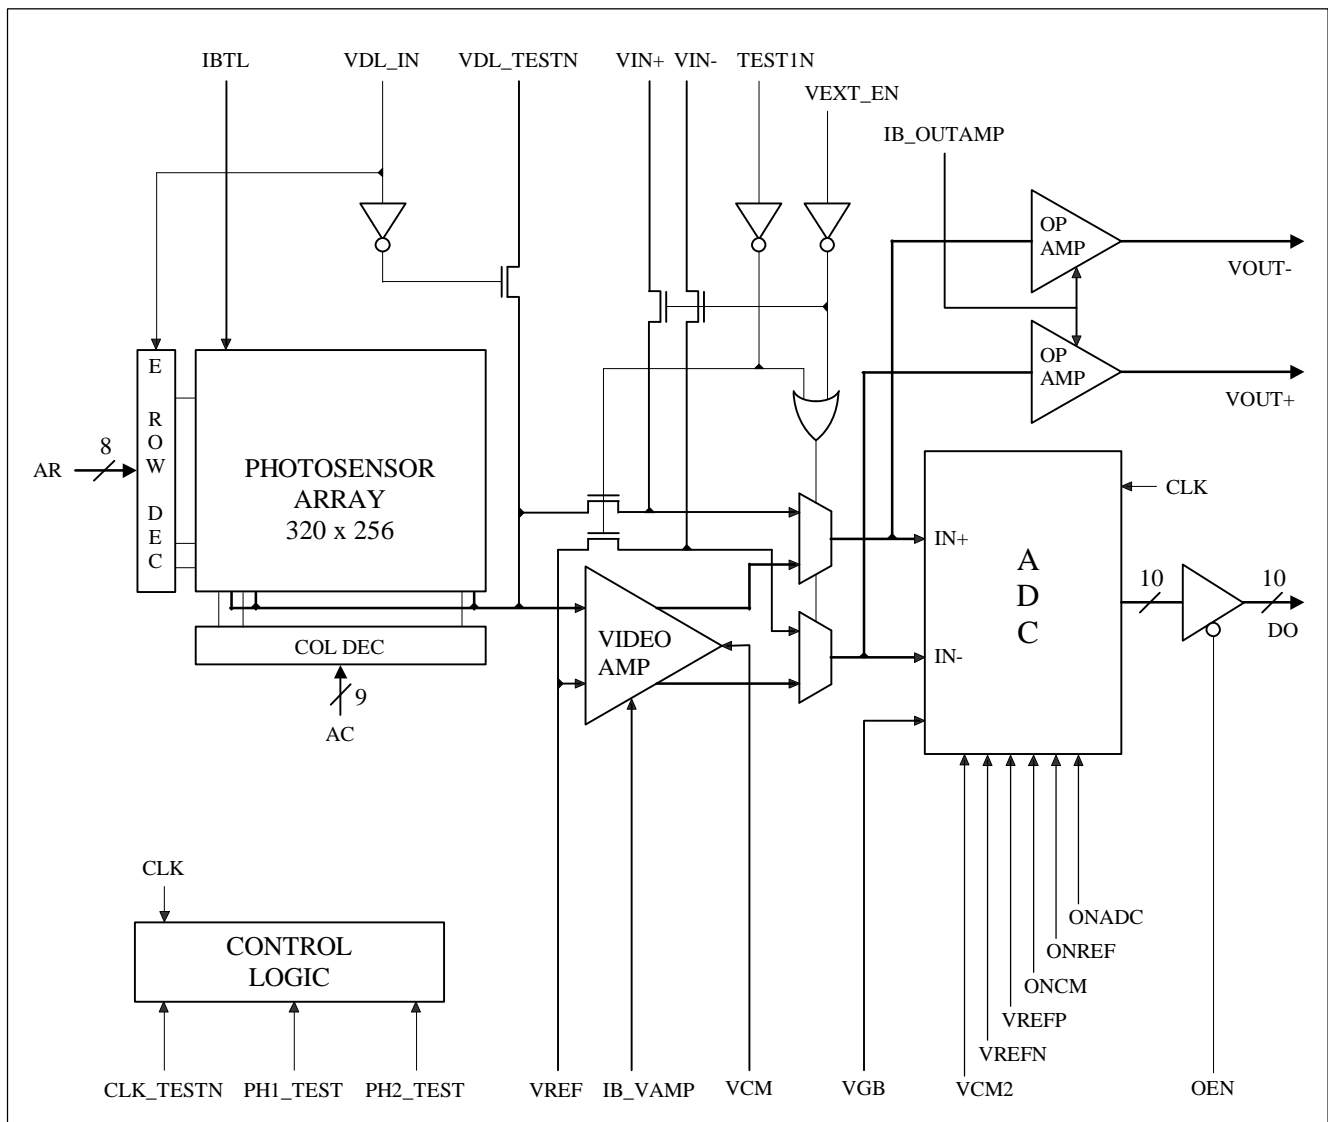 IBTL
VDL_IN
VDL_TESTN
VIN+
VIN-
TEST1N
VEXT_EN
IB_OUTAMP
OP
AMP
VOUT-
OP
AMP
VOUT+
E ROW DEC
AR
8
PHOTOSENSOR
ARRAY
320 x 256
CLK
IN+
ADC
IN-
10
10
DO
COL DEC
9
AC
VIDEO
AMP
CLK
CONTROL
LOGIC
ONADC
ONREF
ONCM
VREFP
VREFN
CLK_TESTN
PH1_TEST
PH2_TEST
VREF
IB_VAMP
VCM
VGB
VCM2
OEN